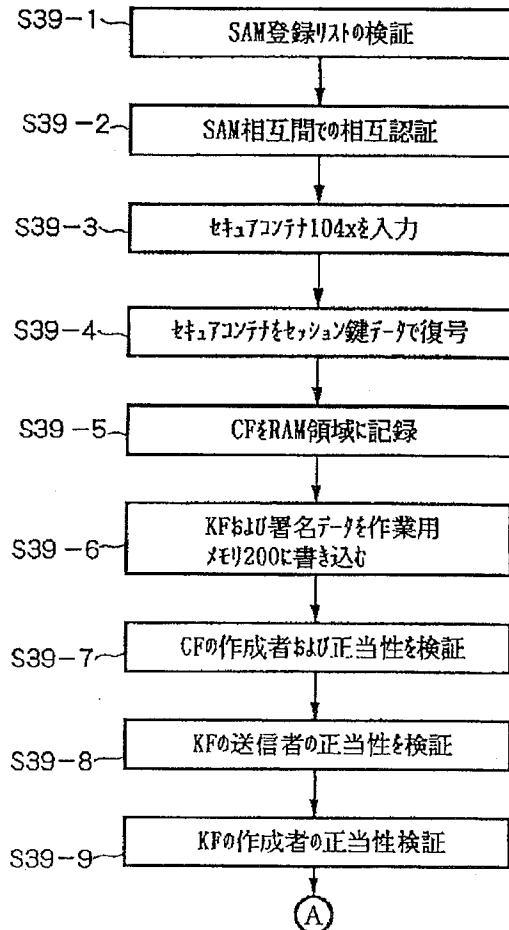 S39-1
SAM登録リストの検証
S39-2
SAM相互間での相互認証
S39-3
セキュアコンテナ104xを入力
S39-4
セキュアコンテナをセッション鍵データで復号
S39-5
CFをRAM領域に記録
S39-6
KFおよび署名データを作業用
メモリ200に書き込む
S39-7
CFの作成者および正当性を検証
S39-8
KFの送信者の正当性を検証
S39-9
KFの作成者の正当性検証
A